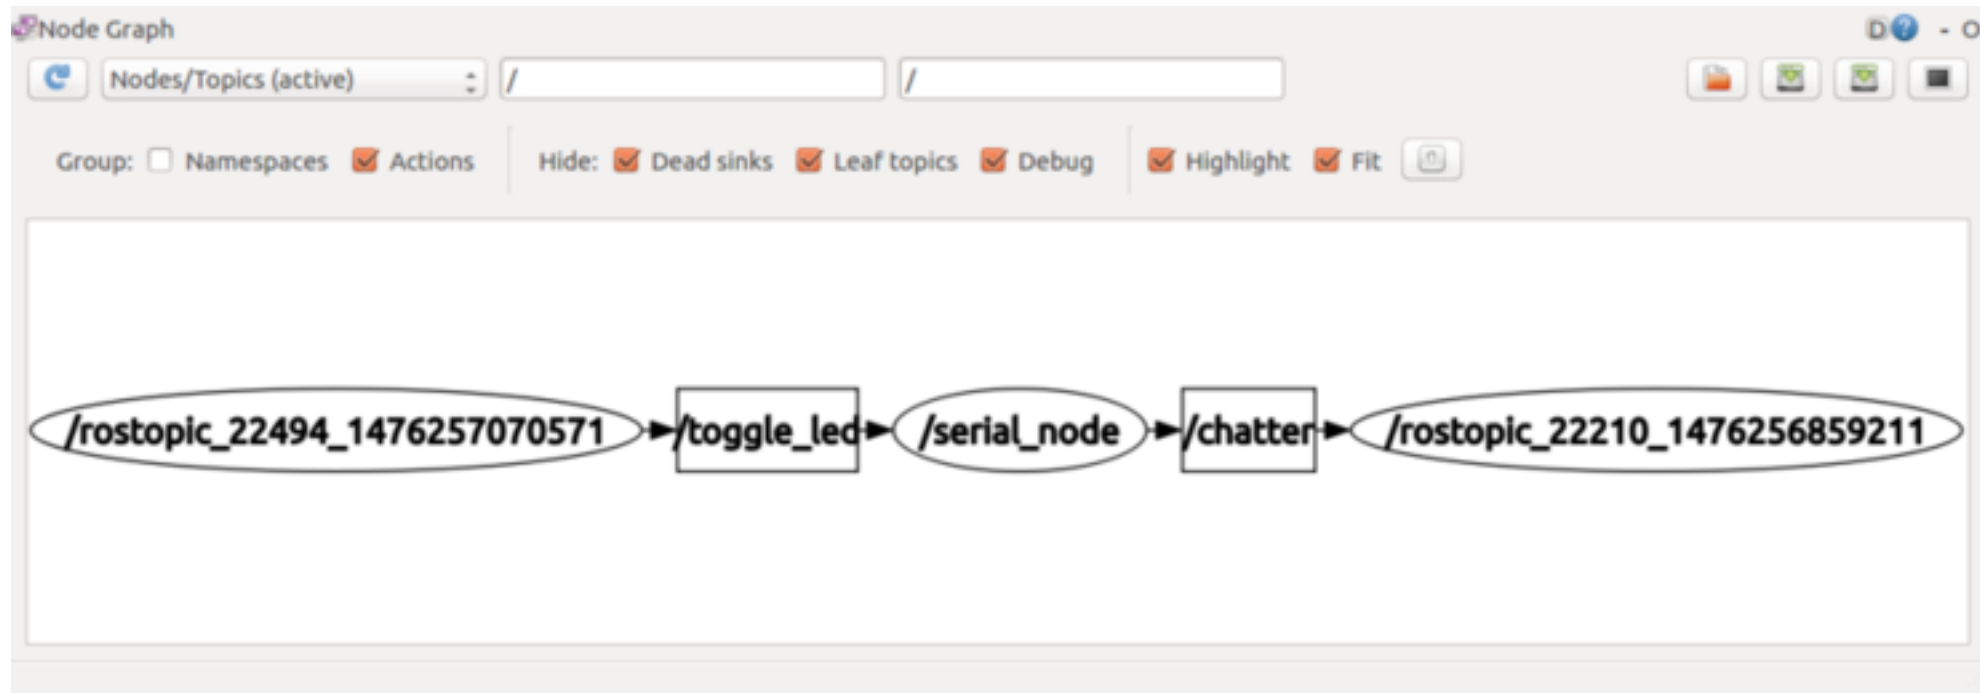 Node Graph D ? - O
Nodes/Topics (active) / /
Group: Namespaces Actions Hide: Dead sinks Leaf topics Debug Highlight Fit
/rostopic_22494_1476257070571 /toggle_led /serial_node /chatter /rostopic_22210_1476256859211